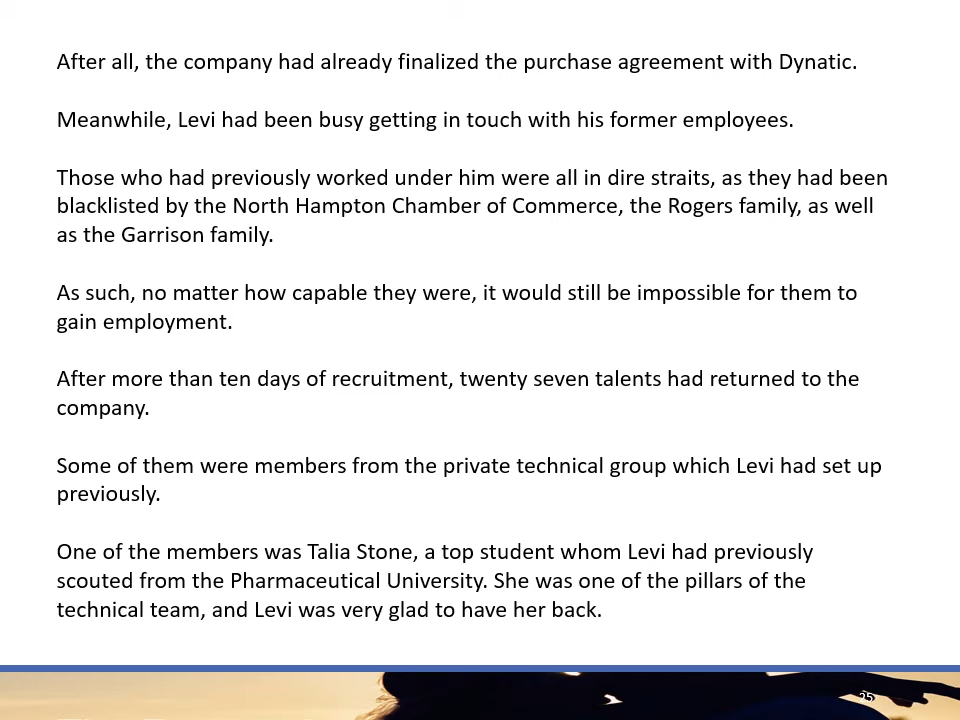 After all, the company had already finalized the purchase agreement with Dynatic.
Meanwhile, Levi had been busy getting in touch with his former employees.
Those who had previously worked under him were all in dire straits, as they had been
blacklisted by the North Hampton Chamber of Commerce, the Rogers family, as well
as the Garrison family.
As such, no matter how capable they were, it would still be impossible for them to
gain employment.
After more than ten days of recruitment, twenty seven talents had returned to the
company.
Some of them were members from the private technical group which Levi had set up
previously.
One of the members was Talia Stone, a top student whom Levi had previously
scouted from the Pharmaceutical University. She was one of the pillars of the
technical team, and Levi was very glad to have her back.
25